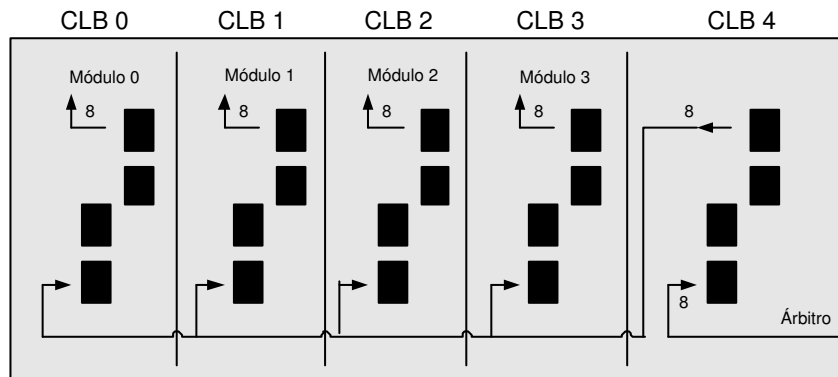 CLB 0 CLB 1 CLB 2 CLB 3 CLB 4
Módulo 0 Módulo 1 Módulo 2 Módulo 3
8 8 8 8 8
8
Árbitro